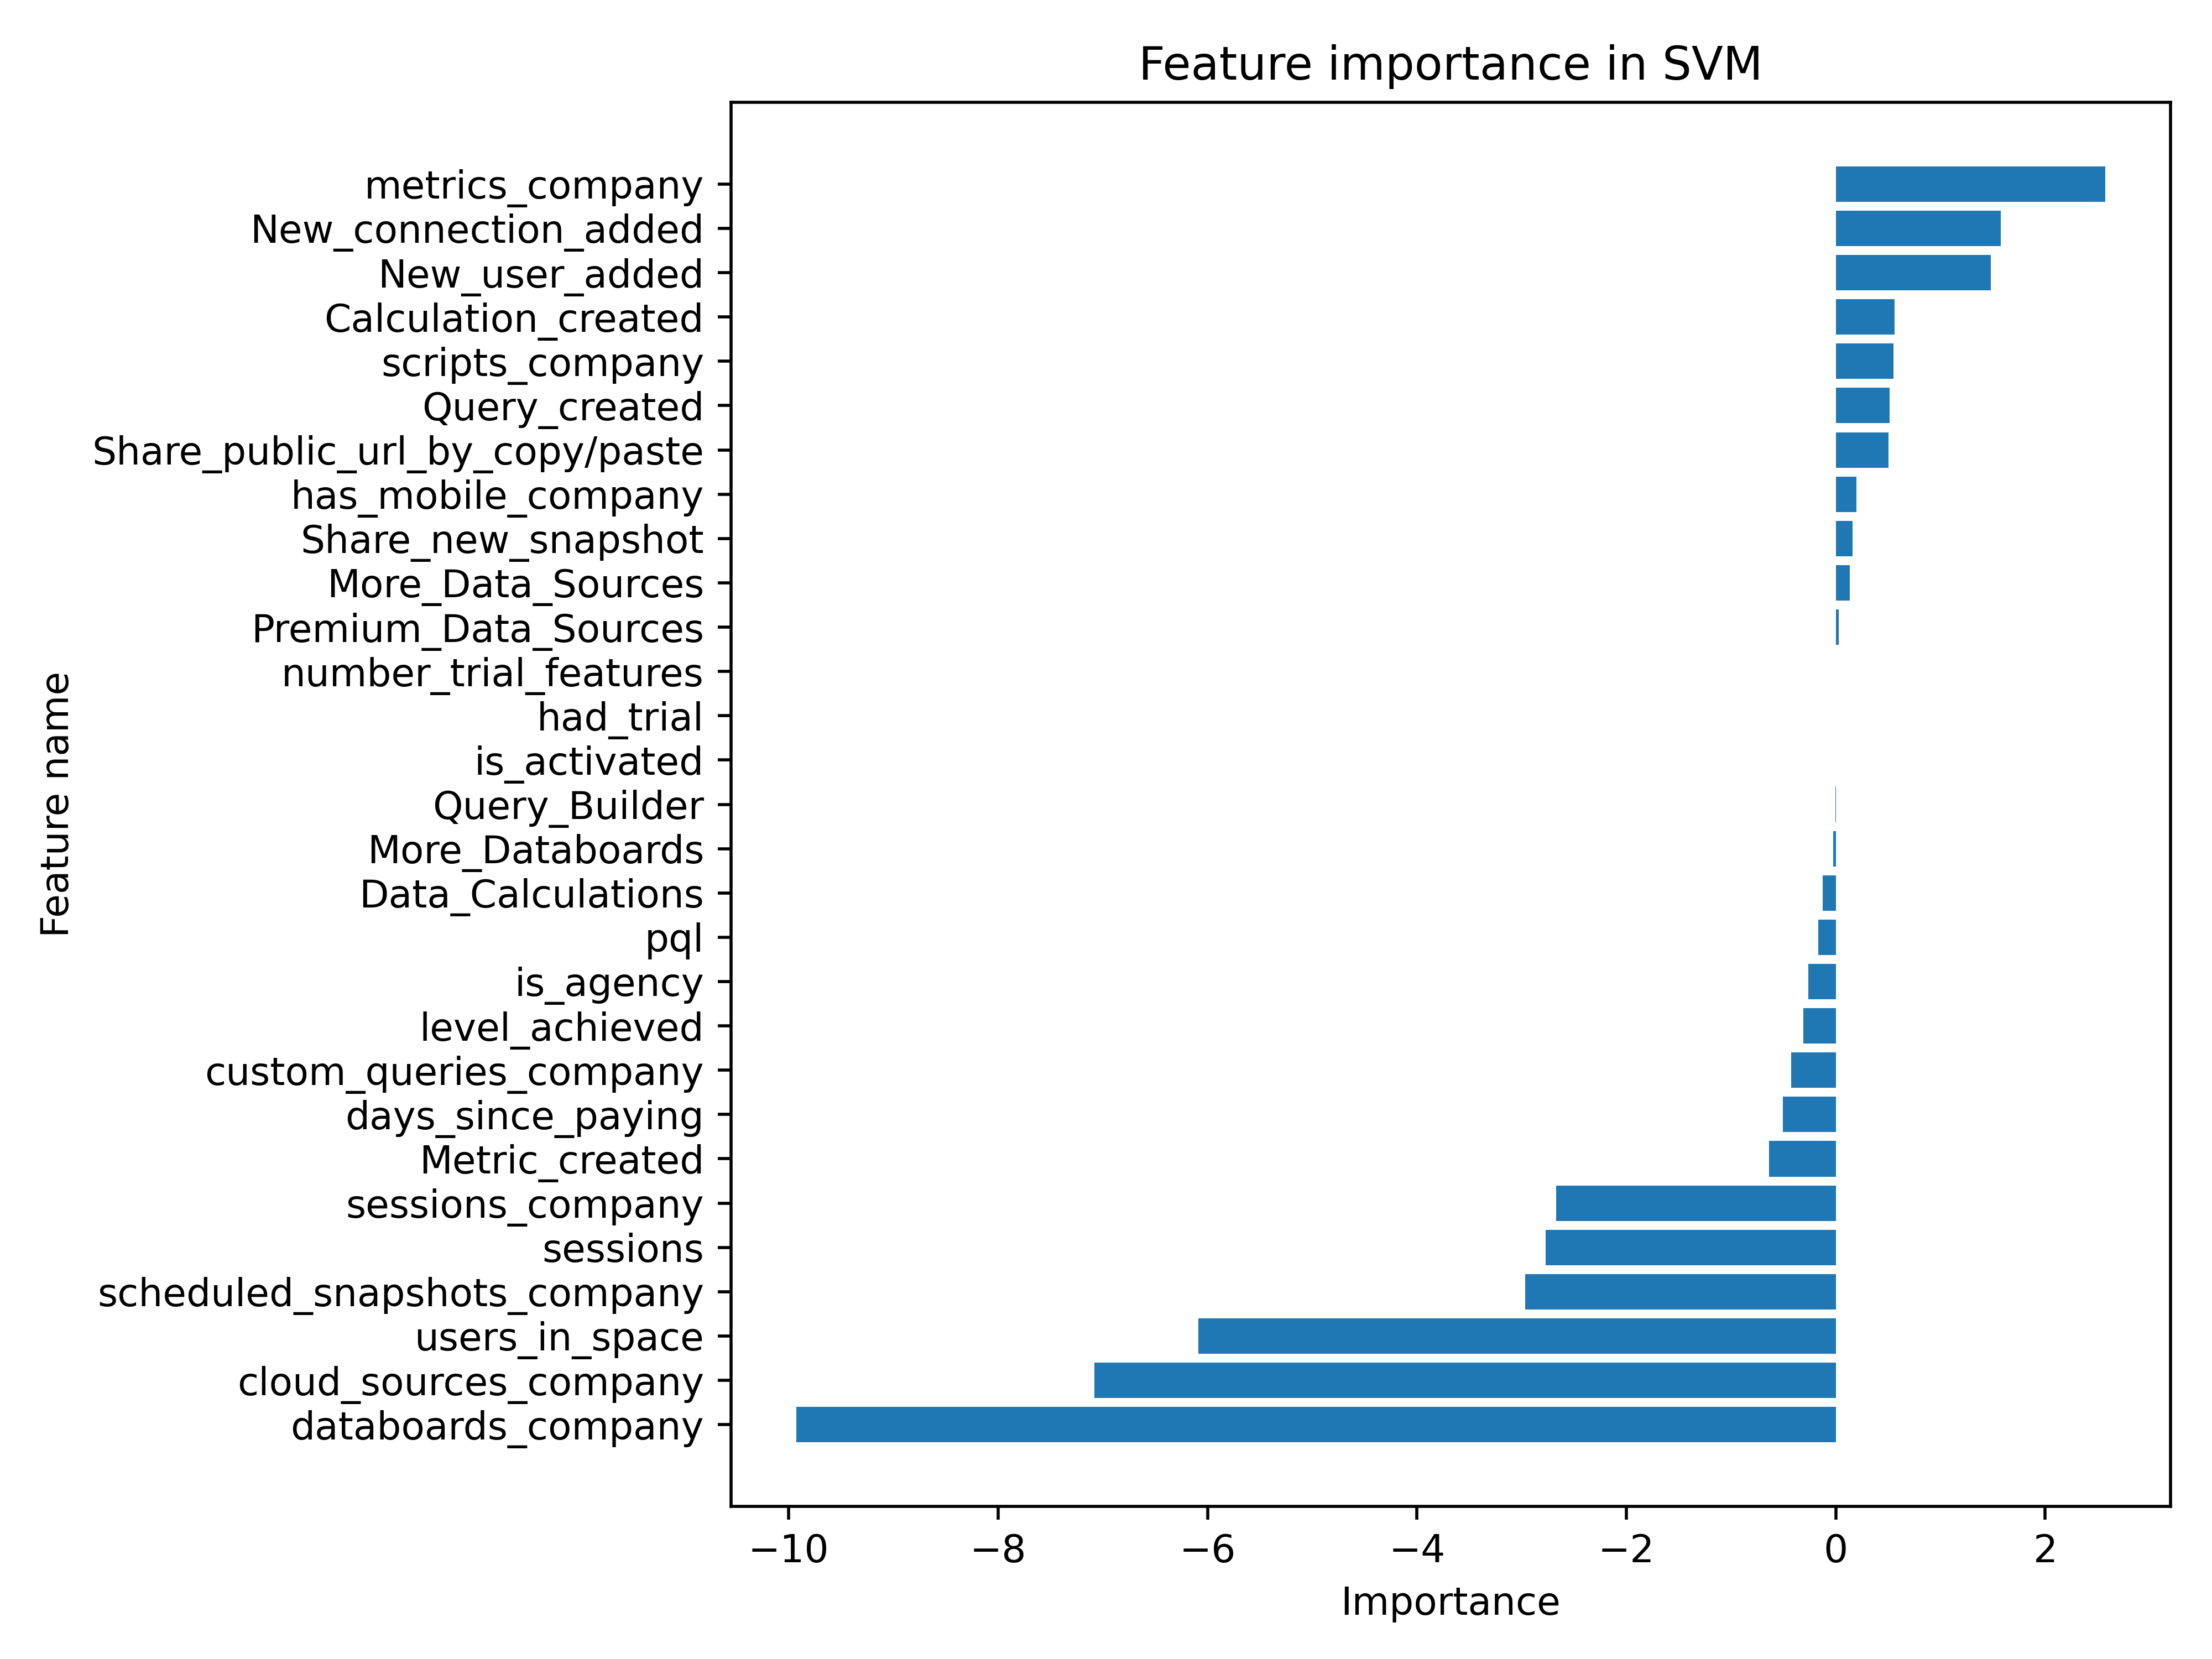 Feature importance in SVM
metrics_company
New_connection_added
New_user_added
Calculation_created
scripts_company
Query_created
Share_public_url_by_copy/paste
has_mobile_company
Share_new_snapshot
More_Data_Sources
Premium_Data_Sources
number_trial_features
had_trial
is_activated
Query_Builder
More_Databoards
Data_Calculations
pql
is_agency
level_achieved
custom_queries_company
days_since_paying
Metric_created
sessions_company
sessions
scheduled_snapshots_company
users_in_space
cloud_sources_company
databoards_company
Feature name
−10 −8 −6 −4 −2 0 2
Importance